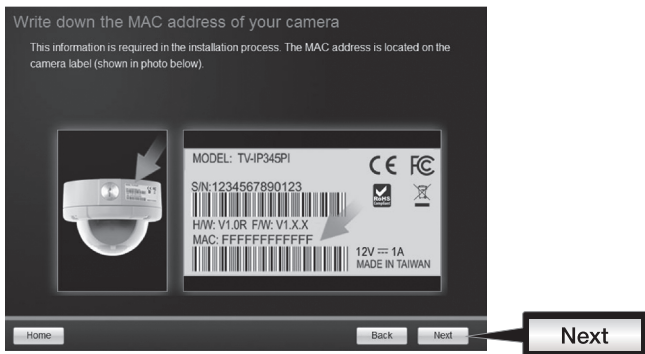 Write down the MAC address of your camera
This information is required in the installation process. The MAC address is located on the
camera label (shown in photo below).
MODEL: TV-IP345PI
CE FC
S/N:1234567890123
RoHS
Compliant
H/W: V1.0R F/W: V1.X.X
MAC: FFFFFFFFFFFF
12V ⎓ 1A
MADE IN TAIWAN
Home
Back
Next
Next